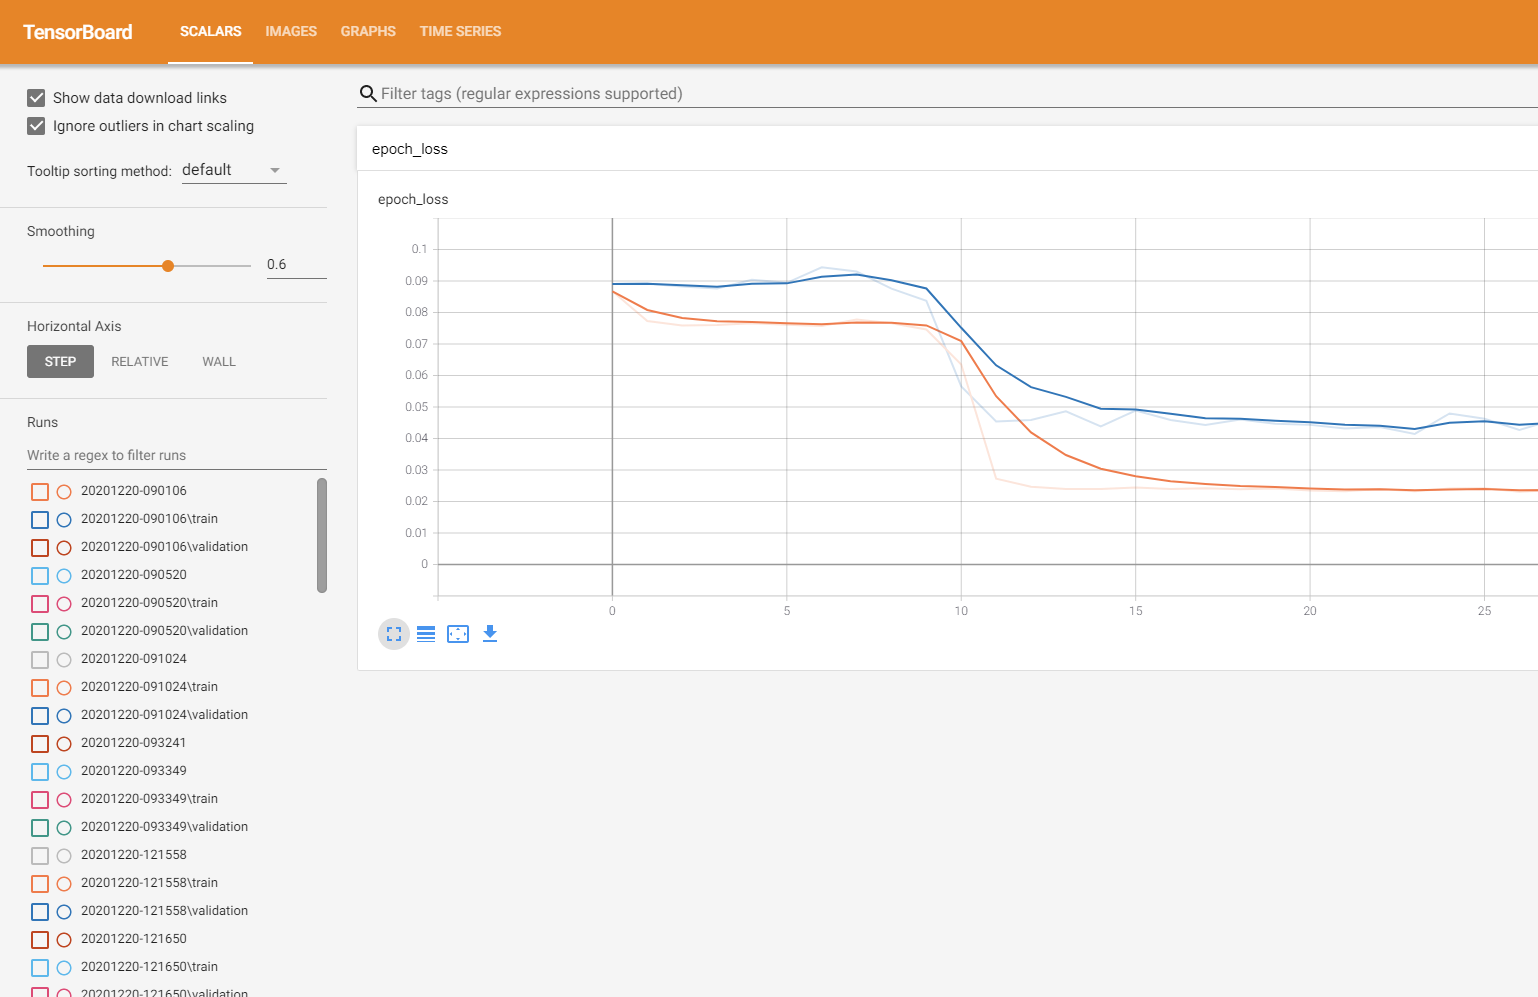 TensorBoard SCALARS IMAGES GRAPHS TIME SERIES
Show data download links
Ignore outliers in chart scaling
Tooltip sorting method: default
Smoothing
0.6
Horizontal Axis
STEP RELATIVE WALL
Runs
Write a regex to filter runs
20201220-090106
20201220-090106\train
20201220-090106\validation
20201220-090520
20201220-090520\train
20201220-090520\validation
20201220-091024
20201220-091024\train
20201220-091024\validation
20201220-093241
20201220-093349
20201220-093349\train
20201220-093349\validation
20201220-121558
20201220-121558\train
20201220-121558\validation
20201220-121650
20201220-121650\train
20201220-121650\validation
Filter tags (regular expressions supported)
epoch_loss
epoch_loss
0.1
0.09
0.08
0.07
0.06
0.05
0.04
0.03
0.02
0.01
0
0 5 10 15 20 25